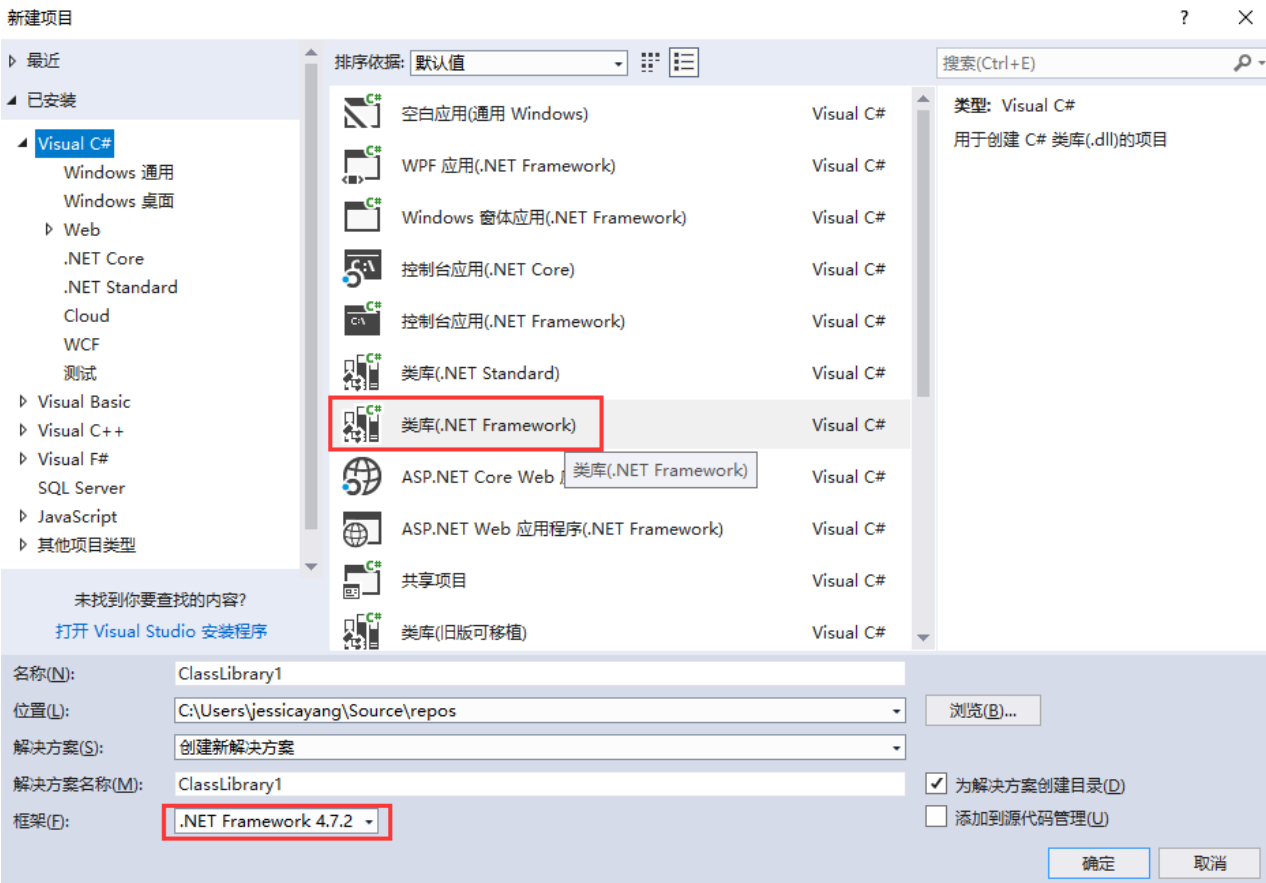 新建项目
?
最近
已安装
Visual C#
Windows 通用
Windows 桌面
Web
.NET Core
.NET Standard
Cloud
WCF
测试
Visual Basic
Visual C++
Visual F#
SQL Server
JavaScript
其他项目类型
未找到你要查找的内容?
打开 Visual Studio 安装程序
排序依据: 默认值
空白应用(通用 Windows) Visual C#
WPF 应用(.NET Framework) Visual C#
Windows 窗体应用(.NET Framework) Visual C#
控制台应用(.NET Core) Visual C#
控制台应用(.NET Framework) Visual C#
类库(.NET Standard) Visual C#
类库(.NET Framework) Visual C#
类库(.NET Framework)
ASP.NET Core Web Visual C#
ASP.NET Web 应用程序(.NET Framework) Visual C#
共享项目 Visual C#
类库(旧版可移植) Visual C#
搜索(Ctrl+E)
类型: Visual C#
用于创建 C# 类库(.dll)的项目
名称(N): ClassLibrary1
位置(L): C:\Users\jessicayang\Source\repos 浏览(B)...
解决方案(S): 创建新解决方案
解决方案名称(M): ClassLibrary1 为解决方案创建目录(D)
框架(F): .NET Framework 4.7.2 添加到源代码管理(U)
确定 取消